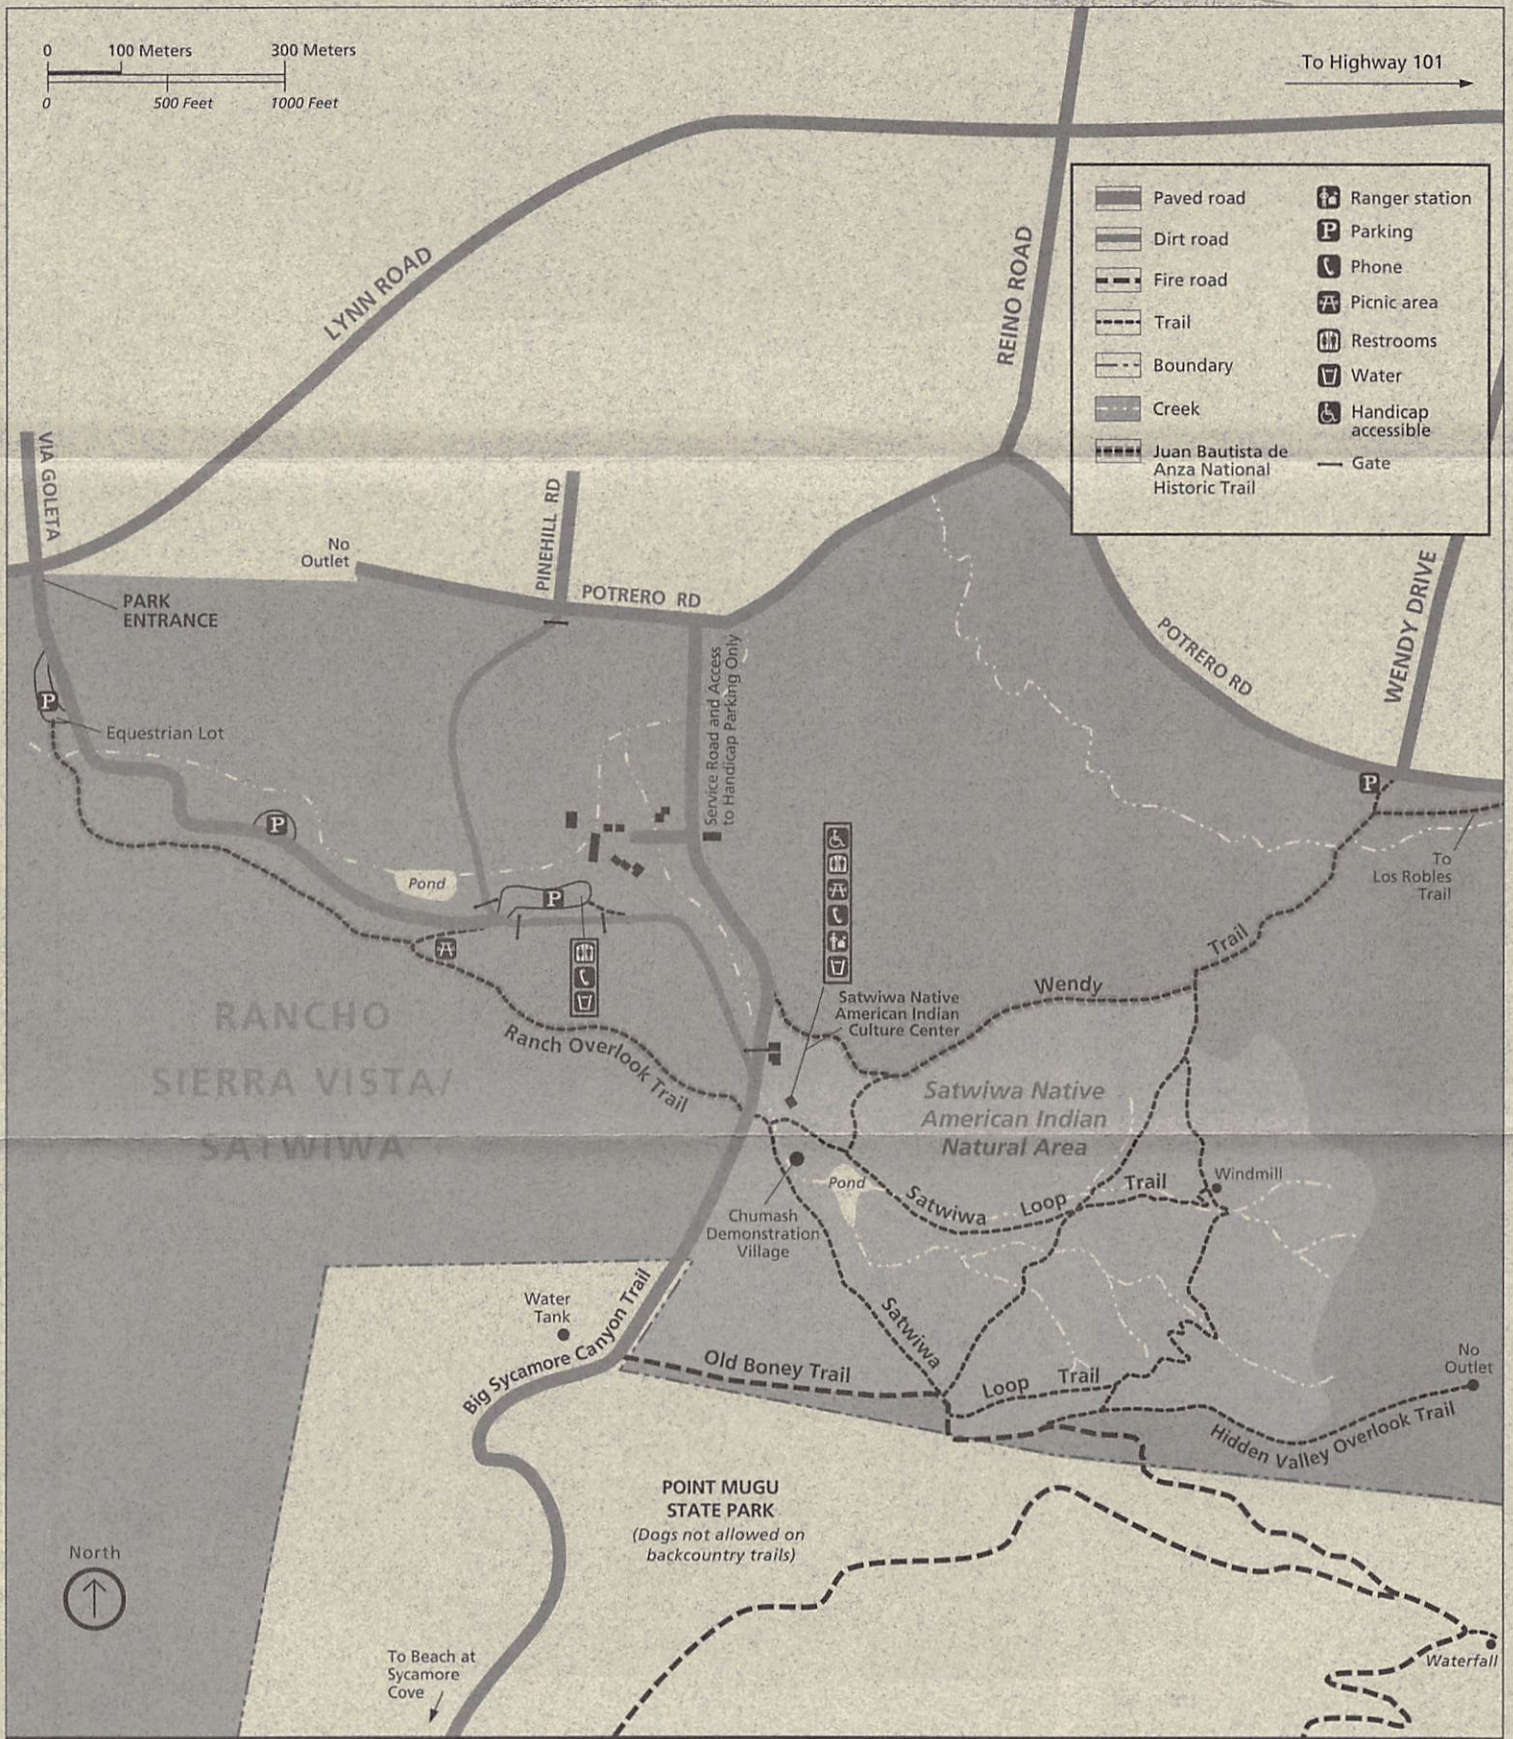 0 100 Meters 300 Meters
0 500 Feet 1000 Feet
To Highway 101
Paved road
Dirt road
Fire road
Trail
Boundary
Creek
Juan Bautista de
Anza National
Historic Trail
Ranger station
P Parking
Phone
Picnic area
Restrooms
Water
Handicap
accessible
Gate
LYNN ROAD
REINO ROAD
VIA GOLETA
No
Outlet
PINEHILL RD
POTRERO RD
PARK
ENTRANCE
POTRERO RD
WENDY DRIVE
Service Road and Access
to Handicap Parking Only
P
Equestrian Lot
P
P
To
Los Robles
Trail
Pond
P
Wendy Trail
Satwiwa Native
American Indian
Culture Center
RANCHO
SIERRA VISTA/
SATWIWA
Ranch Overlook Trail
Satwiwa Native
American Indian
Natural Area
Pond
Windmill
Satwiwa Loop Trail
Chumash
Demonstration
Village
Water
Tank
Big Sycamore Canyon Trail
Satwiwa
Old Boney Trail
Loop Trail
No
Outlet
Hidden Valley Overlook Trail
POINT MUGU
STATE PARK
(Dogs not allowed on
backcountry trails)
North
To Beach at
Sycamore
Cove
Waterfall